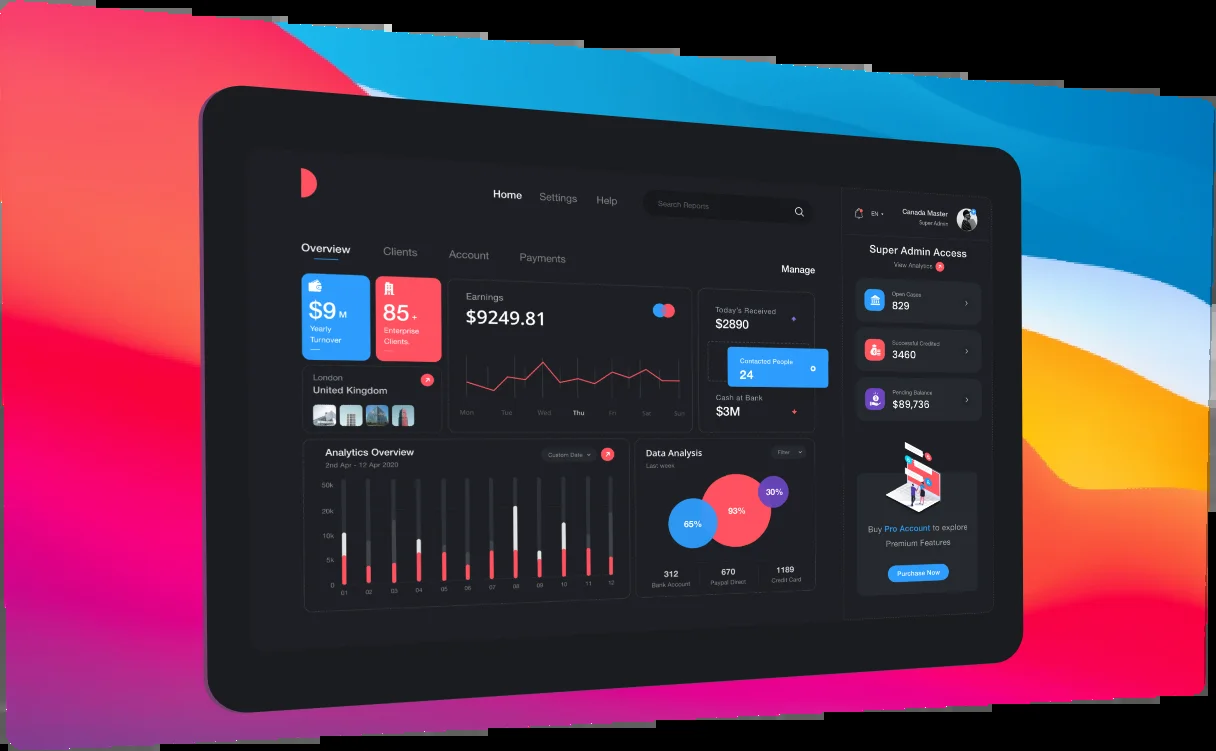 Home
Settings
Help
Search Reports
EN
Canada Master
Super Admin
Overview
Clients
Account
Payments
Manage
$9 M
Yearly
Turnover
85 +
Enterprise
Clients.
London
United Kingdom
Earnings
$9249.81
Mon Tue Wed Thu Fri Sat Sun
Today's Received
$2890
Contacted People
24
Cash at Bank
$3M
Analytics Overview
2nd Apr - 12 Apr 2020
Custom Date
50k
20k
10k
5k
0
01 02 03 04 05 06 07 08 09 10 11 12
Data Analysis
Last week
Filter
65%
93%
30%
312
Bank Account
670
Paypal Direct
1189
Credit Card
Super Admin Access
View Analytics
Open Cases
829
Successful Credited
3460
Pending Balance
$89,736
Buy Pro Account to explore
Premium Features
Purchase Now